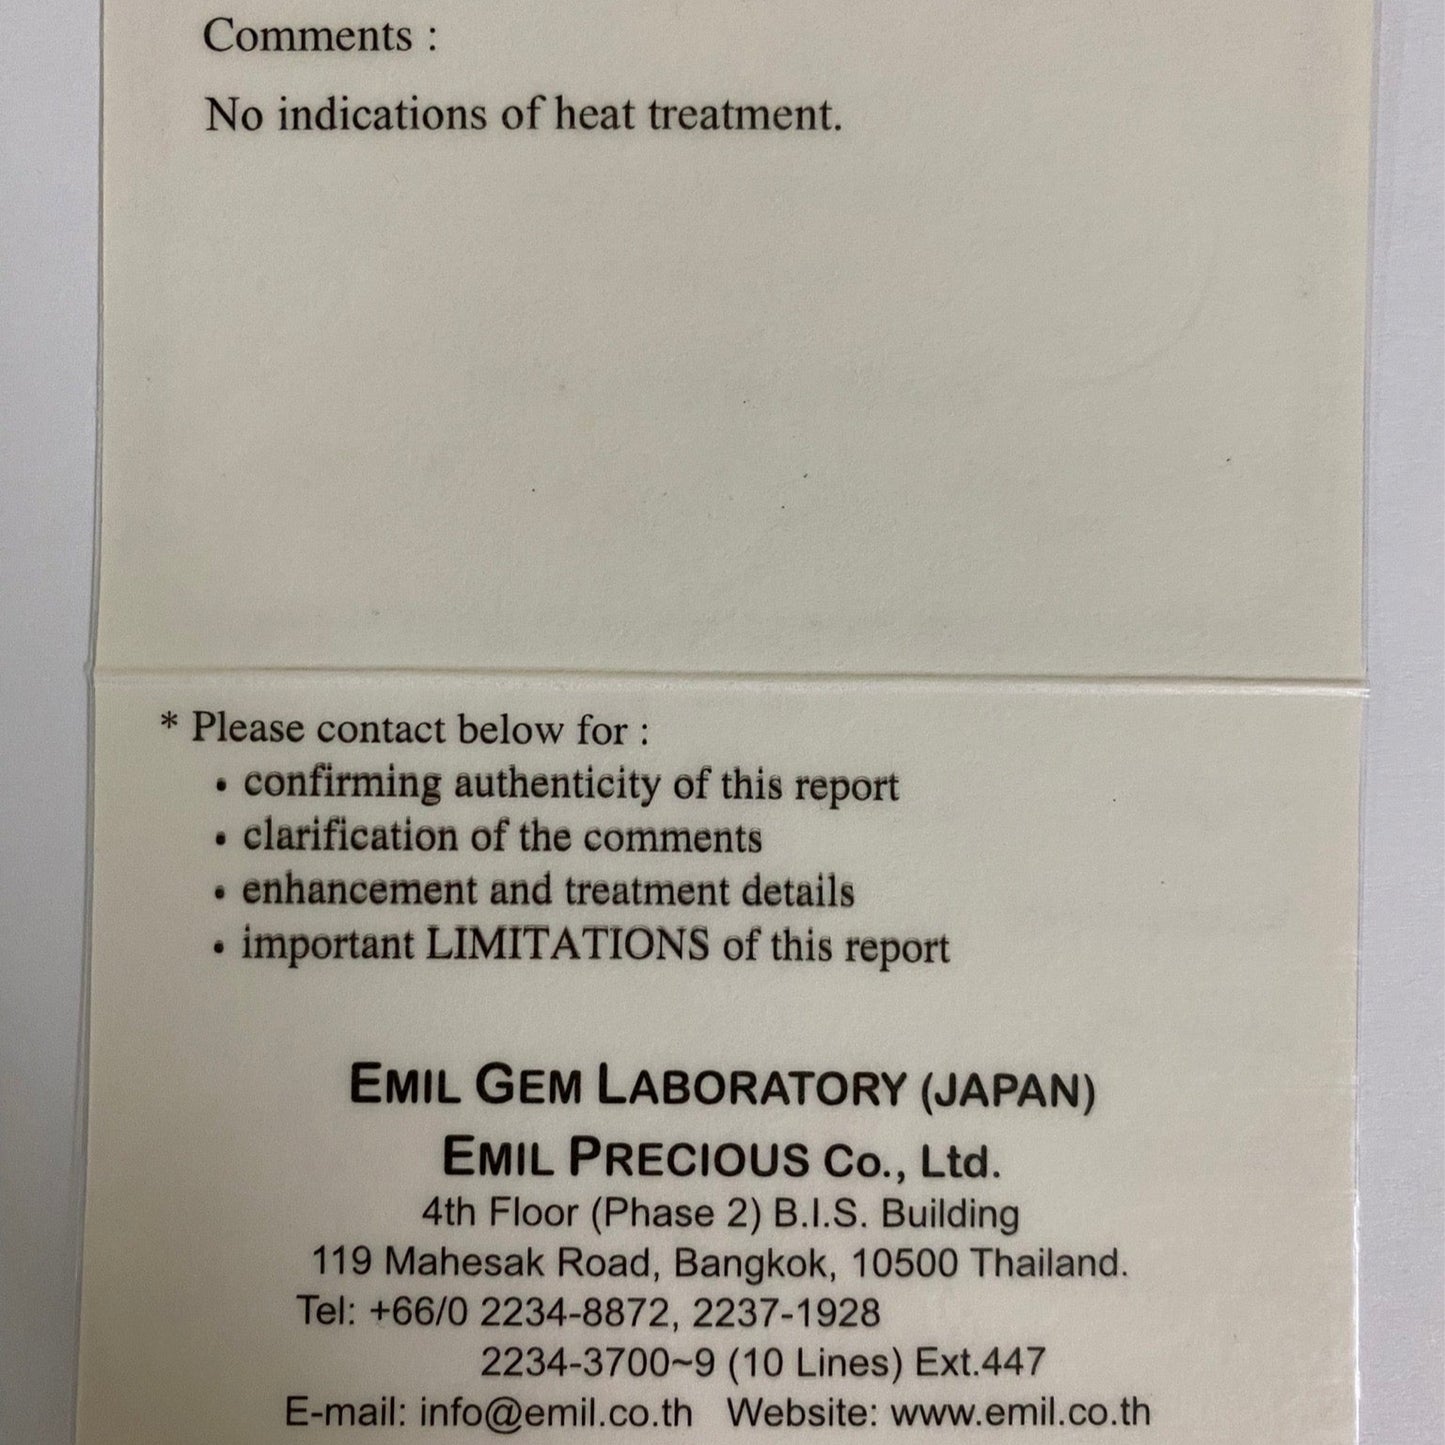 Comments :
No indications of heat treatment.
* Please contact below for :
• confirming authenticity of this report
• clarification of the comments
• enhancement and treatment details
• important LIMITATIONS of this report
EMIL GEM LABORATORY (JAPAN)
EMIL PRECIOUS Co., Ltd.
4th Floor (Phase 2) B.I.S. Building
119 Mahesak Road, Bangkok, 10500 Thailand.
Tel: +66/0 2234-8872, 2237-1928
2234-3700~9 (10 Lines) Ext.447
E-mail: info@emil.co.th Website: www.emil.co.th